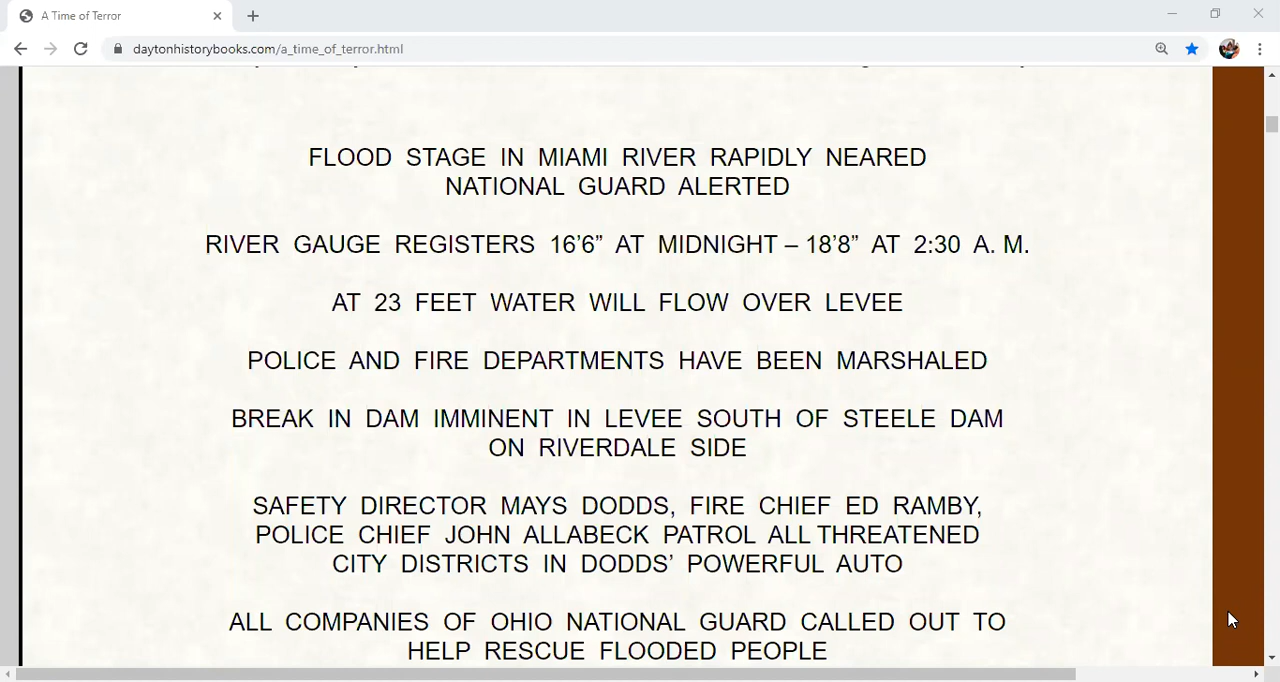 A Time of Terror
daytonhistorybooks.com/a_time_of_terror.html
FLOOD STAGE IN MIAMI RIVER RAPIDLY NEARED
NATIONAL GUARD ALERTED
RIVER GAUGE REGISTERS 16’6” AT MIDNIGHT – 18’8” AT 2:30 A. M.
AT 23 FEET WATER WILL FLOW OVER LEVEE
POLICE AND FIRE DEPARTMENTS HAVE BEEN MARSHALED
BREAK IN DAM IMMINENT IN LEVEE SOUTH OF STEELE DAM
ON RIVERDALE SIDE
SAFETY DIRECTOR MAYS DODDS, FIRE CHIEF ED RAMBY,
POLICE CHIEF JOHN ALLABECK PATROL ALL THREATENED
CITY DISTRICTS IN DODDS’ POWERFUL AUTO
ALL COMPANIES OF OHIO NATIONAL GUARD CALLED OUT TO
HELP RESCUE FLOODED PEOPLE